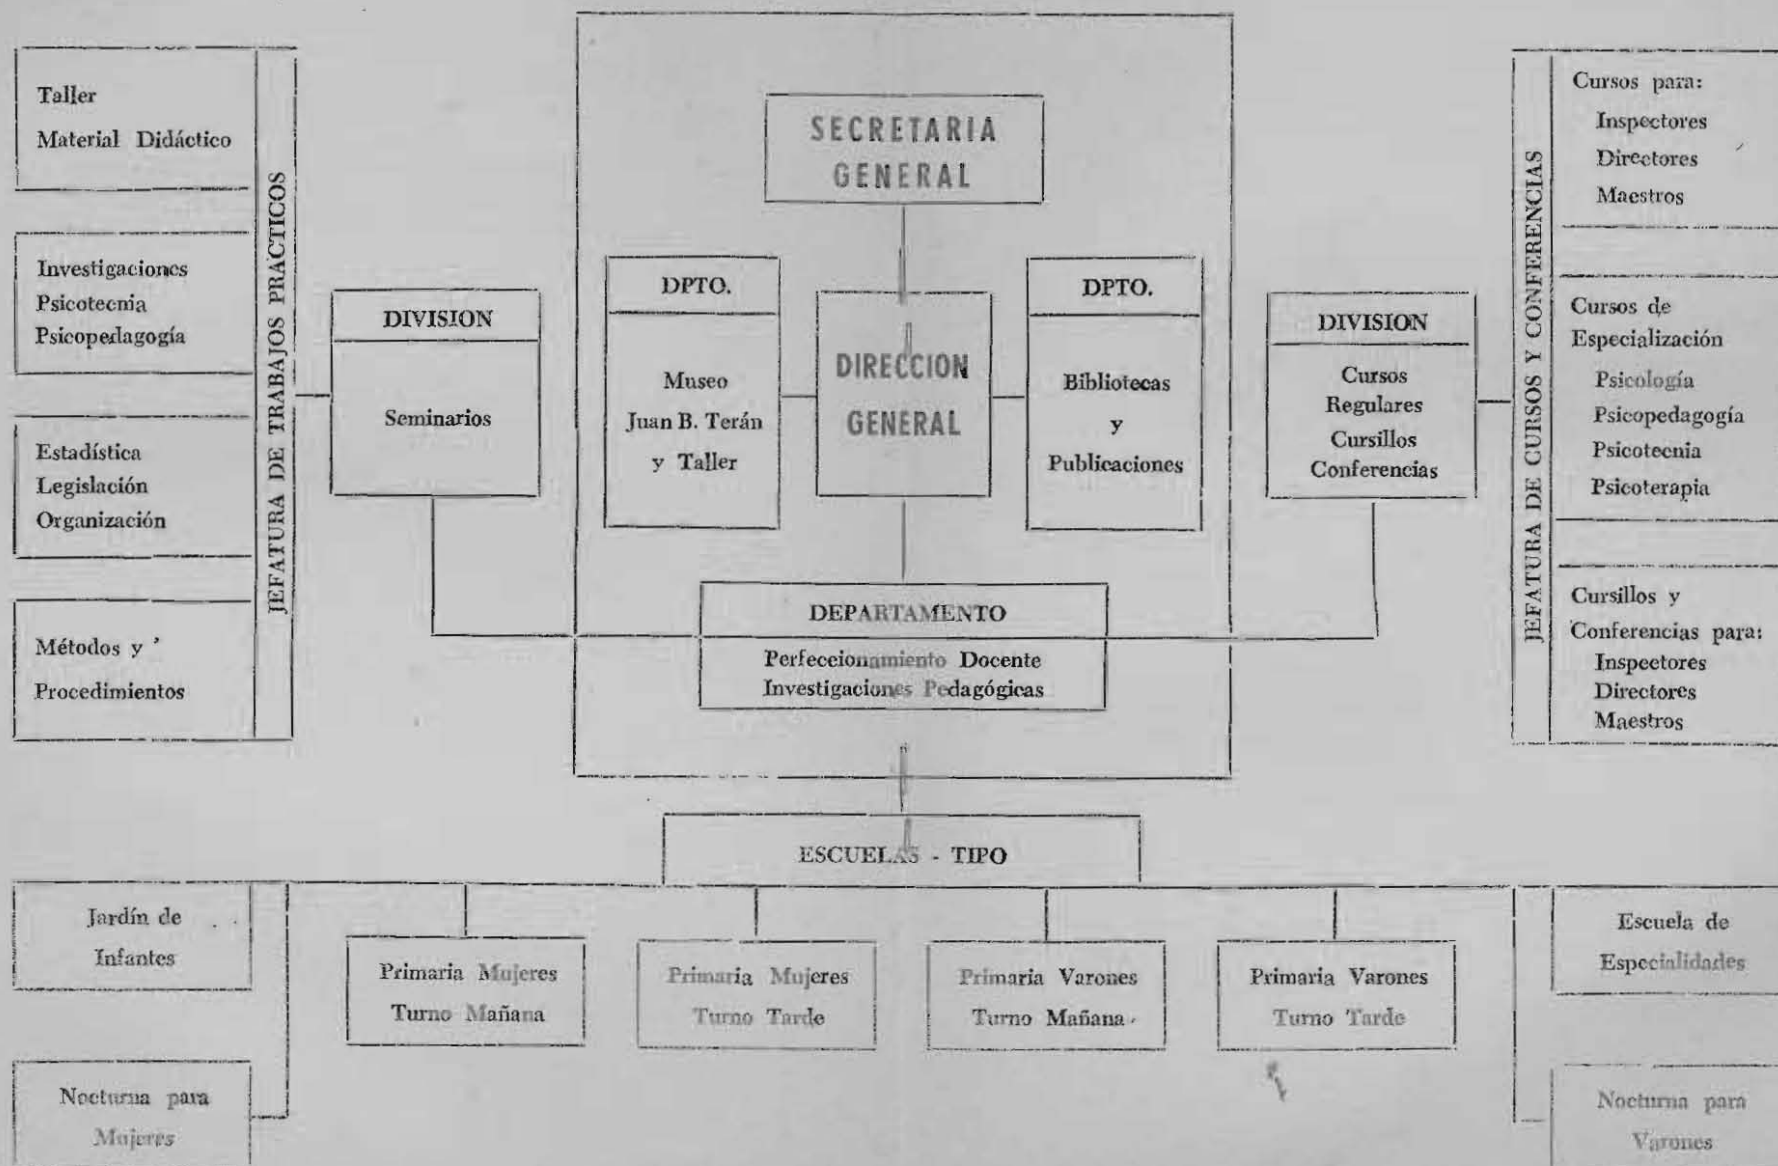 Taller
Material Didáctico
Investigaciones
Psicotecnia
Psicopedagogía
Estadística
Legislación
Organización
Métodos y
Procedimientos
JEFATURA DE TRABAJOS PRACTICOS
DIVISION
Seminarios
SECRETARIA
GENERAL
DPTO.
Museo
Juan B. Terán
y Taller
DIRECCION
GENERAL
DPTO.
Bibliotecas
y
Publicaciones
DEPARTAMENTO
Perfeccionamiento Docente
Investigaciones Pedagógicas
DIVISION
Cursos
Regulares
Cursillos
Conferencias
JEFATURA DE CURSOS Y CONFERENCIAS
Cursos para:
Inspectores
Directores
Maestros
Cursos de
Especialización
Psicología
Psicopedagogía
Psicotecnia
Psicoterapia
Cursillos y
Conferencias para:
Inspectores
Directores
Maestros
ESCUELAS - TIPO
Jardín de
Infantes
Nocturna para
Mujeres
Primaria Mujeres
Turno Mañana
Primaria Mujeres
Turno Tarde
Primaria Varones
Turno Mañana
Primaria Varones
Turno Tarde
Escuela de
Especialidades
Nocturna para
Varones